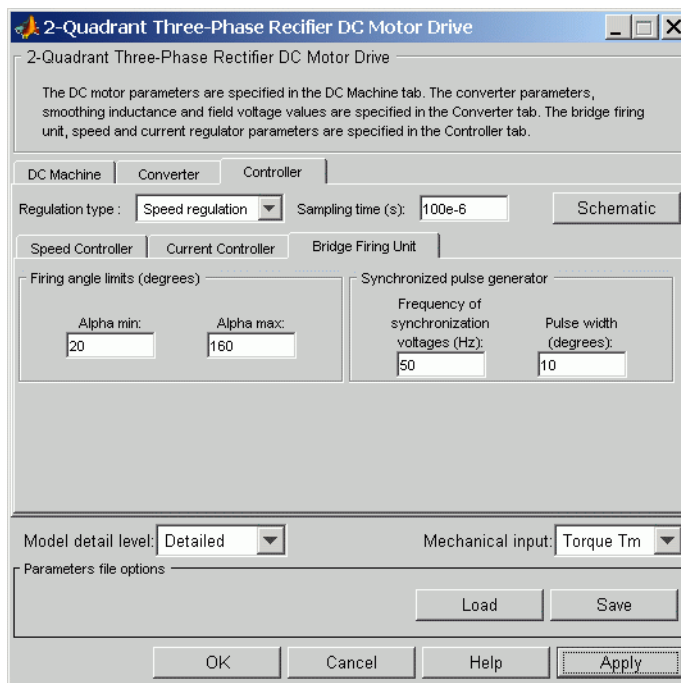 2-Quadrant Three-Phase Recifier DC Motor Drive
2-Quadrant Three-Phase Rectifier DC Motor Drive
The DC motor parameters are specified in the DC Machine tab. The converter parameters,
smoothing inductance and field voltage values are specified in the Converter tab. The bridge firing
unit, speed and current regulator parameters are specified in the Controller tab.
DC Machine Converter Controller
Regulation type : Speed regulation Sampling time (s): 100e-6 Schematic
Speed Controller Current Controller Bridge Firing Unit
Firing angle limits (degrees) Synchronized pulse generator
Alpha min: Alpha max:
20 160
Frequency of
synchronization
voltages (Hz):
50
Pulse width
(degrees):
10
Model detail level: Detailed Mechanical input: Torque Tm
Parameters file options
Load Save
OK Cancel Help Apply